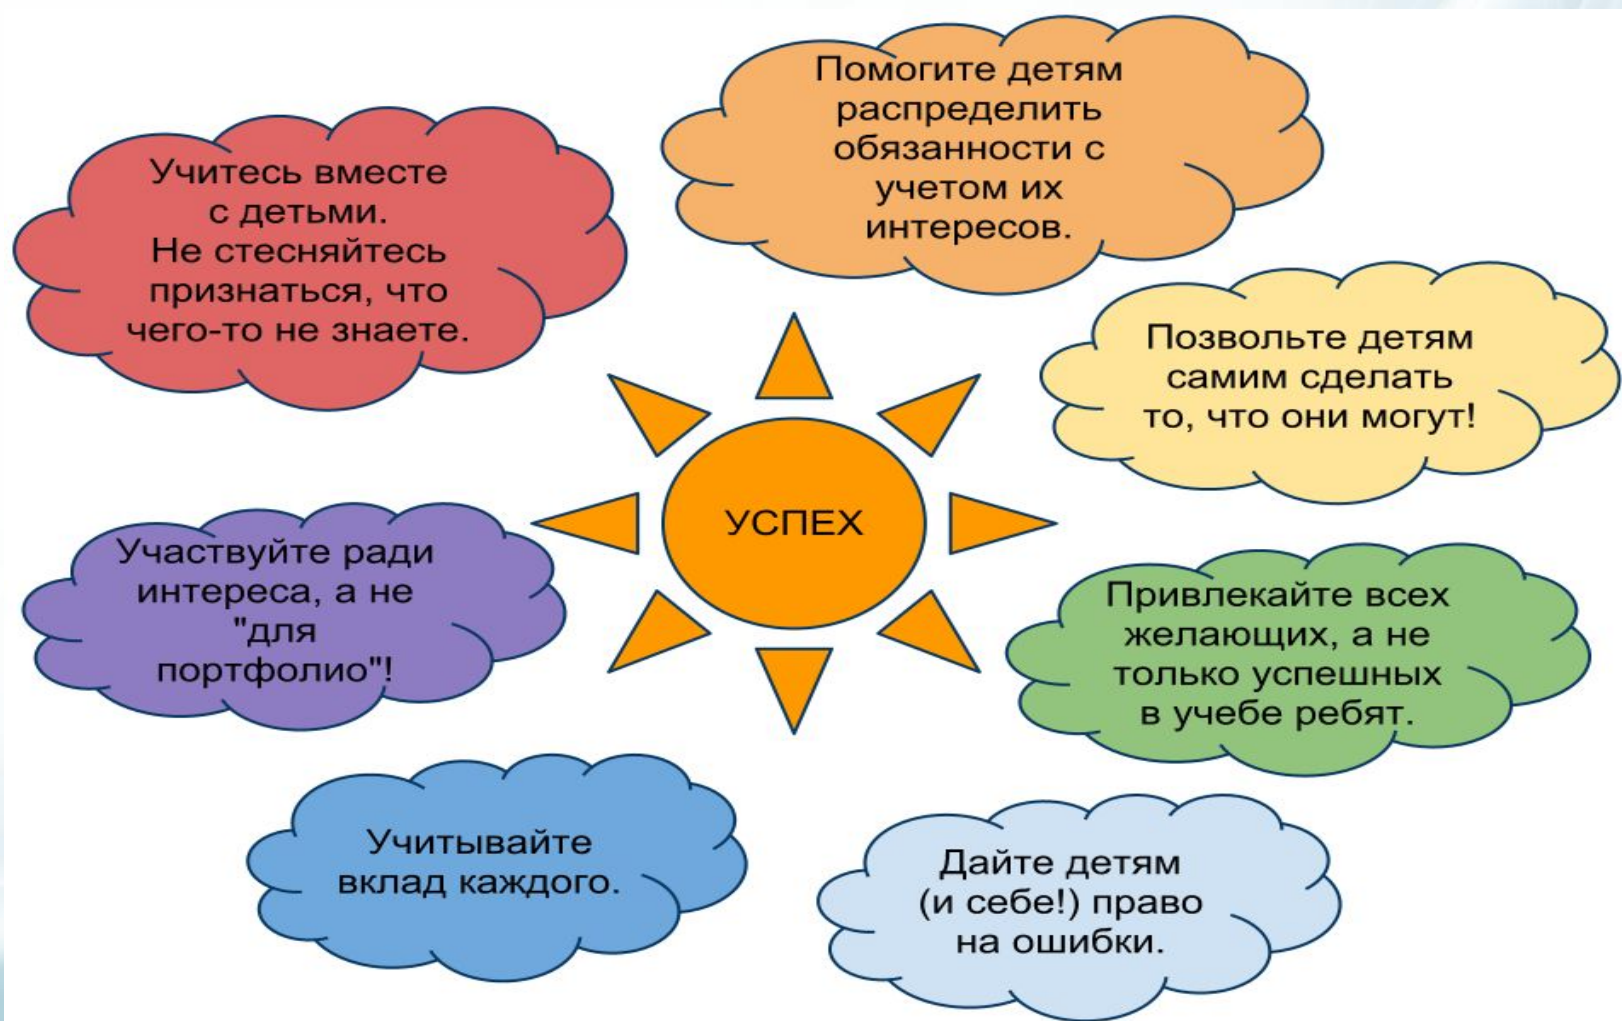 Помогите детям
распределить
обязанности с
учетом их
интересов.
Учитесь вместе
с детьми.
Не стесняйтесь
признаться, что
чего-то не знаете.
Позвольте детям
самим сделать
то, что они могут!
УСПЕХ
Участвуйте ради
интереса, а не
"для
портфолио"!
Привлекайте всех
желающих, а не
только успешных
в учебе ребят.
Учитывайте
вклад каждого.
Дайте детям
(и себе!) право
на ошибки.